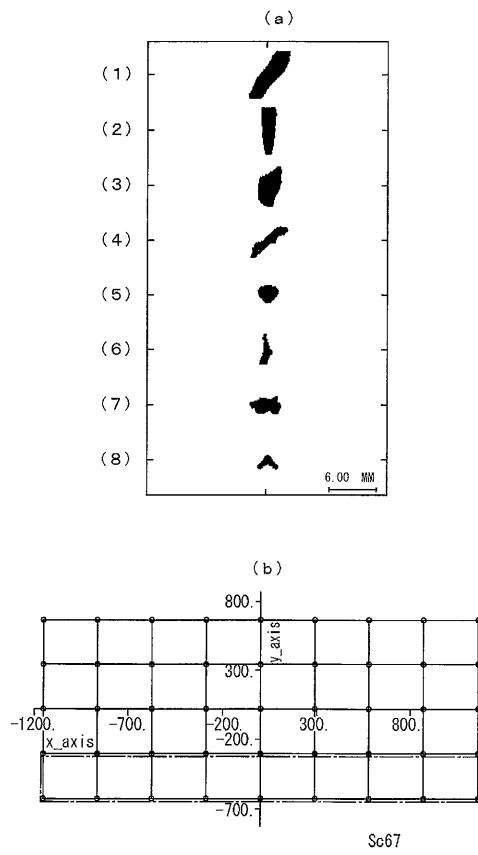 (a)
(1)
(2)
(3)
(4)
(5)
(6)
(7)
(8)
6.00 MM
(b)
800.
y_axis
300.
-1200. -700. -200. 300. 800.
x_axis
-200.
-700.
Sc67